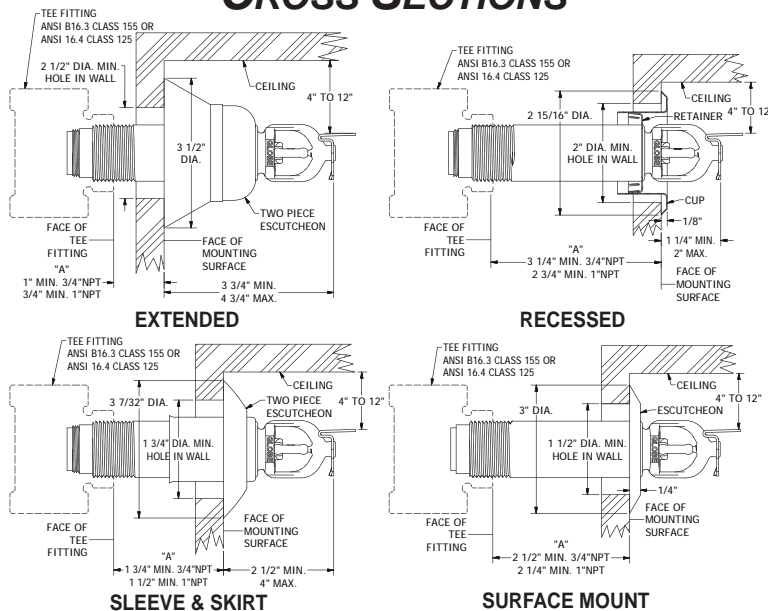 CROSS SECTIONS
TEE FITTING
ANSI B16.3 CLASS 155 OR
ANSI 16.4 CLASS 125
2 1/2" DIA. MIN.
HOLE IN WALL
CEILING
4" TO 12"
3 1/2"
DIA.
GLOBE
TWO PIECE
ESCUTCHEON
FACE OF
TEE
FITTING
FACE OF
MOUNTING
SURFACE
"A"
1" MIN. 3/4"NPT
3/4" MIN. 1"NPT
3 3/4" MIN.
4 3/4" MAX.
EXTENDED
TEE FITTING
ANSI B16.3 CLASS 155 OR
ANSI 16.4 CLASS 125
CEILING
4" TO 12"
2 15/16" DIA.
RETAINER
2" DIA. MIN.
HOLE IN WALL
GLOBE
CUP
1/8"
FACE OF
TEE
FITTING
"A"
3 1/4" MIN. 3/4"NPT
2 3/4" MIN. 1"NPT
1 1/4" MIN.
2" MAX.
FACE OF
MOUNTING
SURFACE
RECESSED
TEE FITTING
ANSI B16.3 CLASS 155 OR
ANSI 16.4 CLASS 125
CEILING
3 7/32" DIA.
TWO PIECE
ESCUTCHEON
4" TO 12"
1 3/4" DIA. MIN.
HOLE IN WALL
GLOBE
FACE OF
TEE
FITTING
FACE OF
MOUNTING
SURFACE
"A"
1 3/4" MIN. 3/4"NPT
1 1/2" MIN. 1"NPT
2 1/2" MIN.
4" MAX.
SLEEVE & SKIRT
TEE FITTING
ANSI B16.3 CLASS 155 OR
ANSI 16.4 CLASS 125
CEILING
4" TO 12"
3" DIA.
ESCUTCHEON
1 1/2" DIA. MIN.
HOLE IN WALL
GLOBE
1/4"
FACE OF
TEE
FITTING
FACE OF
MOUNTING
SURFACE
"A"
2 1/2" MIN. 3/4"NPT
2 1/4" MIN. 1"NPT
SURFACE MOUNT